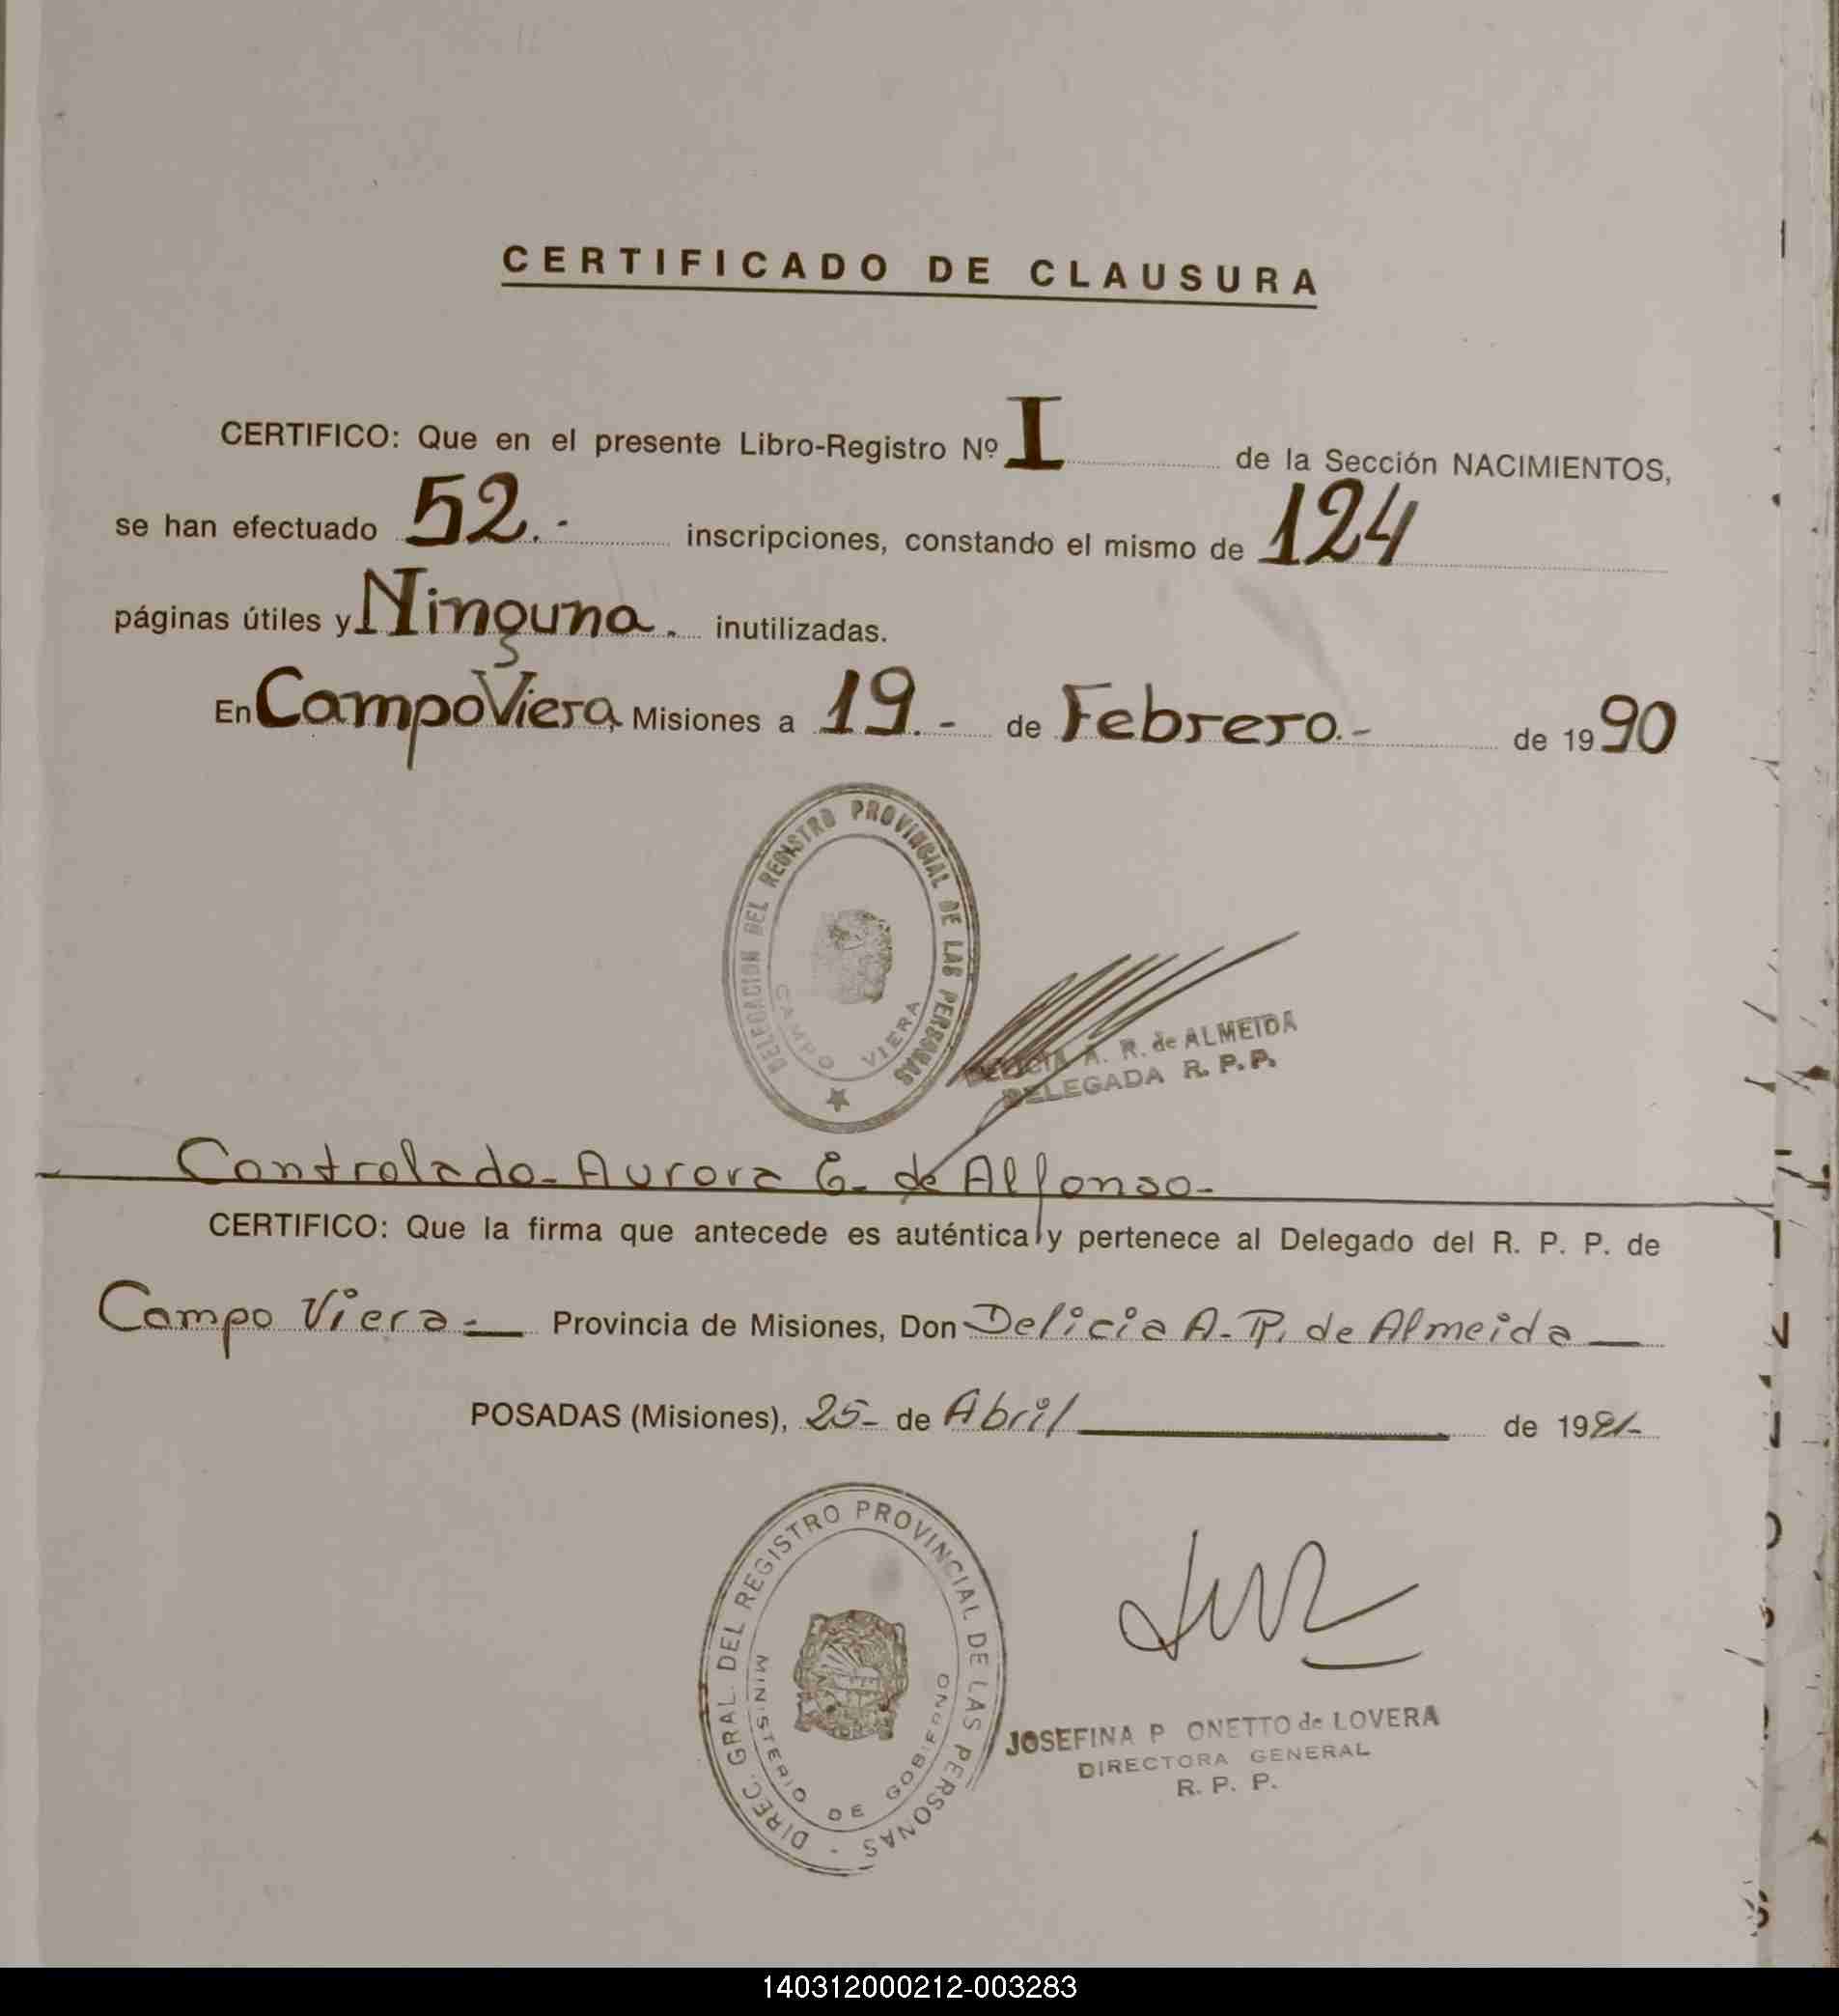 CERTIFICADO DE CLAUSURA
CERTIFICO: Que en el presente Libro-Registro Nº I de la Sección NACIMIENTOS,
se han efectuado 52.- inscripciones, constando el mismo de 124
páginas útiles y Ninguna. inutilizadas.
En Campo Viera, Misiones a 19.- de Febrero.- de 1990
DELEGACION DEL REGISTRO PROVINCIAL DE LAS PERSONAS
CAMPO VIERA
DELICIA A. R. de ALMEIDA
DELEGADA R. P. P.
Controlado- Aurora E. de Alfonso-
CERTIFICO: Que la firma que antecede es auténtica y pertenece al Delegado del R. P. P. de
Campo Viera- Provincia de Misiones, Don Delicia A. R. de Almeida
POSADAS (Misiones), 25- de Abril de 1991-
DIREC. GRAL. DEL REGISTRO PROVINCIAL DE LAS PERSONAS
MINISTERIO DE GOBIERNO
JOSEFINA P ONETTO de LOVERA
DIRECTORA GENERAL
R. P. P.
140312000212-003283